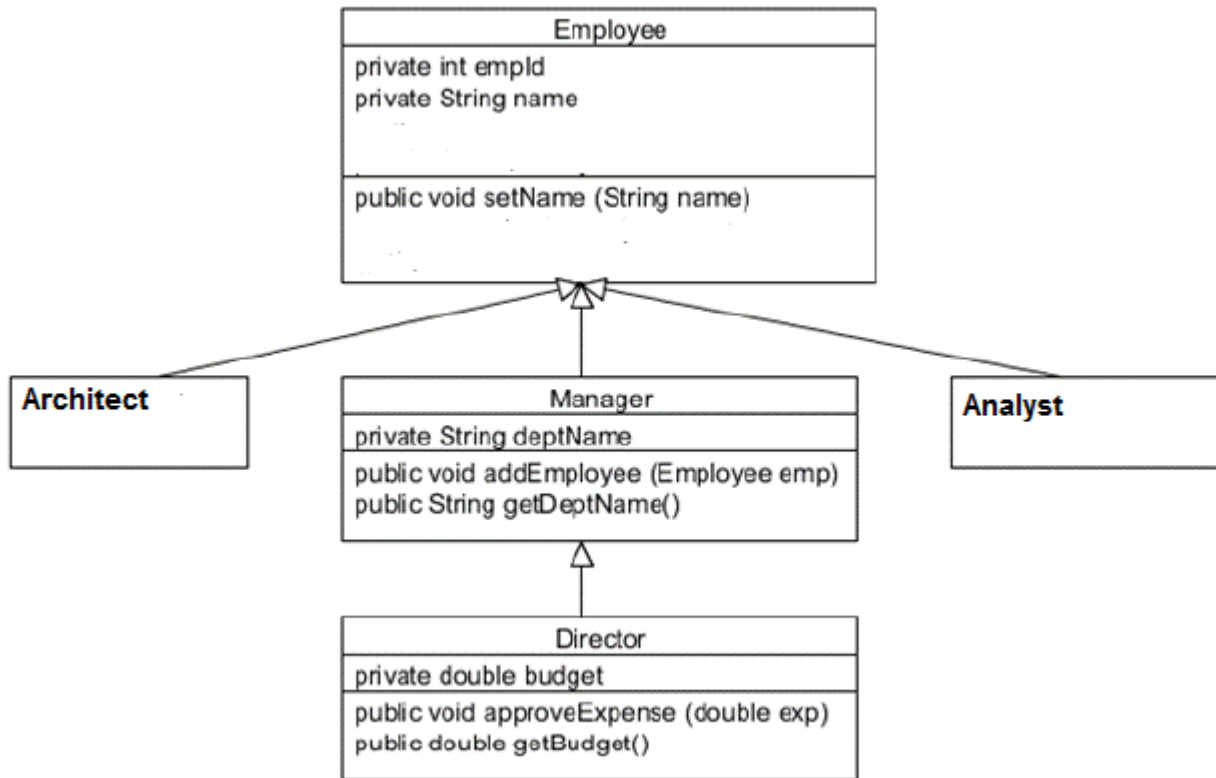 Employee
private int empId
private String name
public void setName (String name)
Architect
Manager
private String deptName
public void addEmployee (Employee emp)
public String getDeptName()
Analyst
Director
private double budget
public void approveExpense (double exp)
public double getBudget()